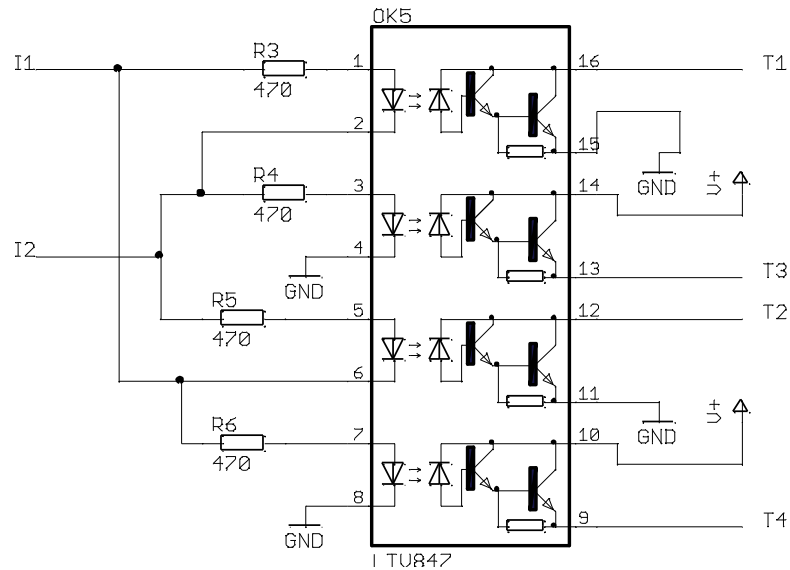 OK5
I1
R3
470
1
16
T1
2
15
GND
V+
R4
470
3
14
I2
4
13
T3
GND
R5
470
5
12
T2
6
11
GND
V+
R6
470
7
10
8
9
T4
GND
LTV847